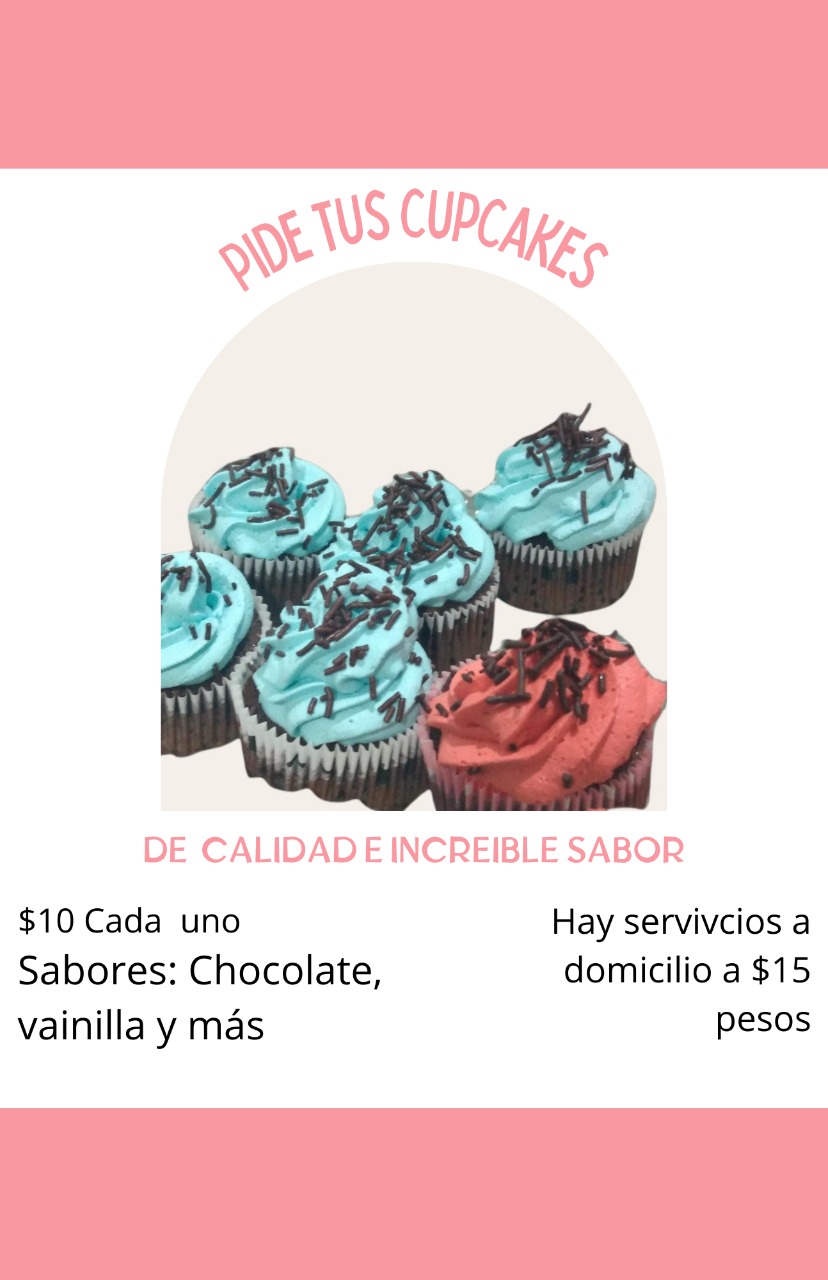 PIDE TUS CUPCAKES
DE CALIDAD E INCREIBLE SABOR
$10 Cada uno
Sabores: Chocolate,
vainilla y más
Hay servivcios a
domicilio a $15
pesos